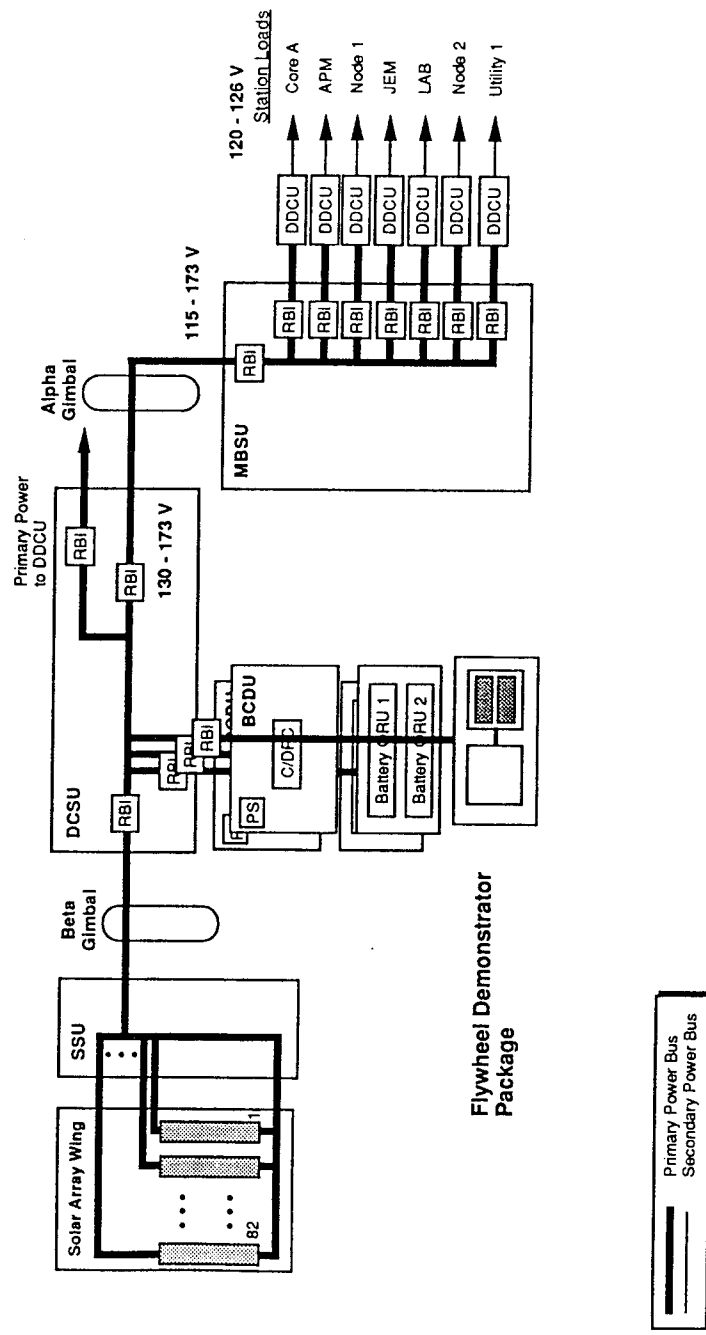 Solar Array Wing
82
1
SSU
Beta
Gimbal
DCSU
RBI
RBI
RBI
RBI
RBI
RBI
130 - 173 V
Primary Power
to DDCU
Alpha
Gimbal
115 - 173 V
MBSU
RBI
RBI
RBI
RBI
RBI
RBI
RBI
RBI
DDCU
DDCU
DDCU
DDCU
DDCU
DDCU
DDCU
120 - 126 V
Station Loads
Core A
APM
Node 1
JEM
LAB
Node 2
Utility 1
BCDU
PS
C/DRC
Battery ORU 1
Battery ORU 2
Flywheel Demonstrator
Package
Primary Power Bus
Secondary Power Bus